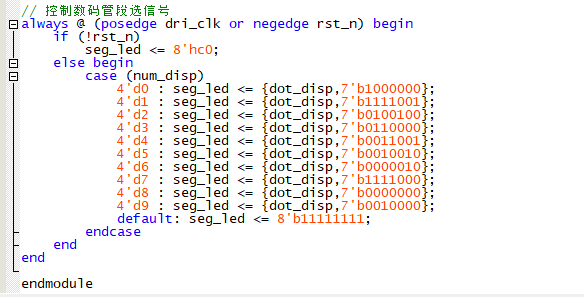 // 控制数码管段选信号
always @ (posedge dri_clk or negedge rst_n) begin
    if (!rst_n)
        seg_led <= 8'hc0;
    else begin
        case (num_disp)
            4'd0 : seg_led <= {dot_disp,7'b1000000};
            4'd1 : seg_led <= {dot_disp,7'b1111001};
            4'd2 : seg_led <= {dot_disp,7'b0100100};
            4'd3 : seg_led <= {dot_disp,7'b0110000};
            4'd4 : seg_led <= {dot_disp,7'b0011001};
            4'd5 : seg_led <= {dot_disp,7'b0010010};
            4'd6 : seg_led <= {dot_disp,7'b0000010};
            4'd7 : seg_led <= {dot_disp,7'b1111000};
            4'd8 : seg_led <= {dot_disp,7'b0000000};
            4'd9 : seg_led <= {dot_disp,7'b0010000};
            default: seg_led <= 8'b11111111;
        endcase
    end
end
endmodule